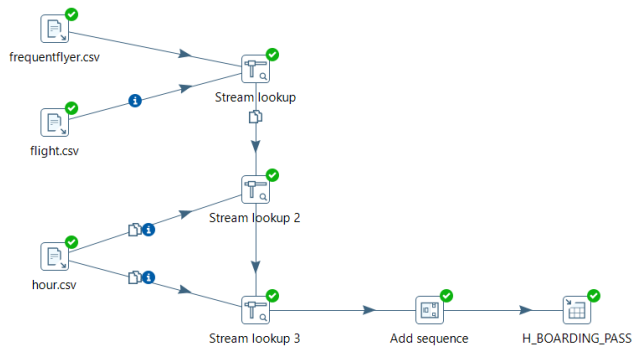 frequentflyer.csv
Stream lookup
flight.csv
Stream lookup 2
hour.csv
Stream lookup 3
Add sequence
H_BOARDING_PASS